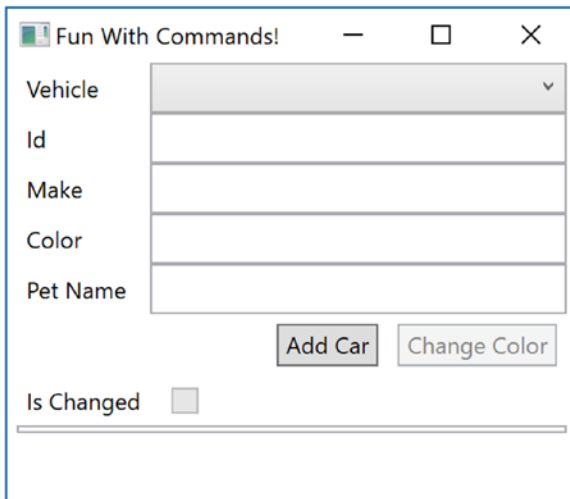 Fun With Commands!
Vehicle
Id
Make
Color
Pet Name
Add Car Change Color
Is Changed